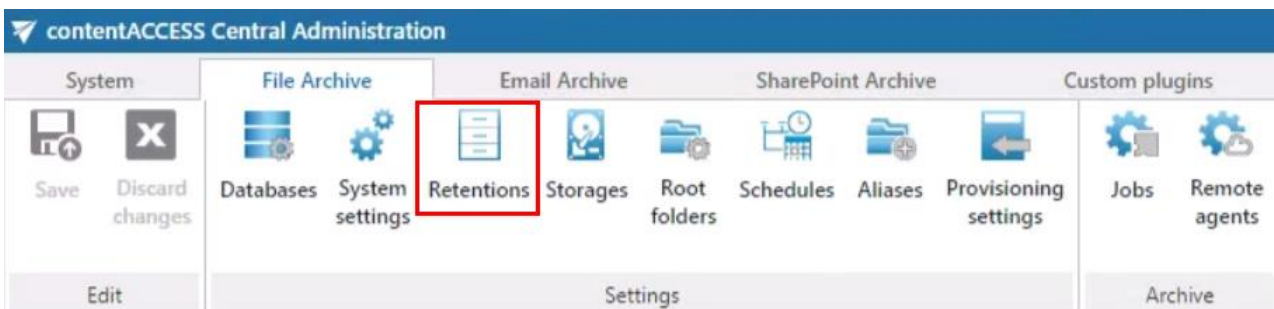 contentACCESS Central Administration
System File Archive Email Archive SharePoint Archive Custom plugins
Save Discard Databases System Retentions Storages Root Schedules Aliases Provisioning Jobs Remote
changes settings folders settings agents
Edit Settings Archive